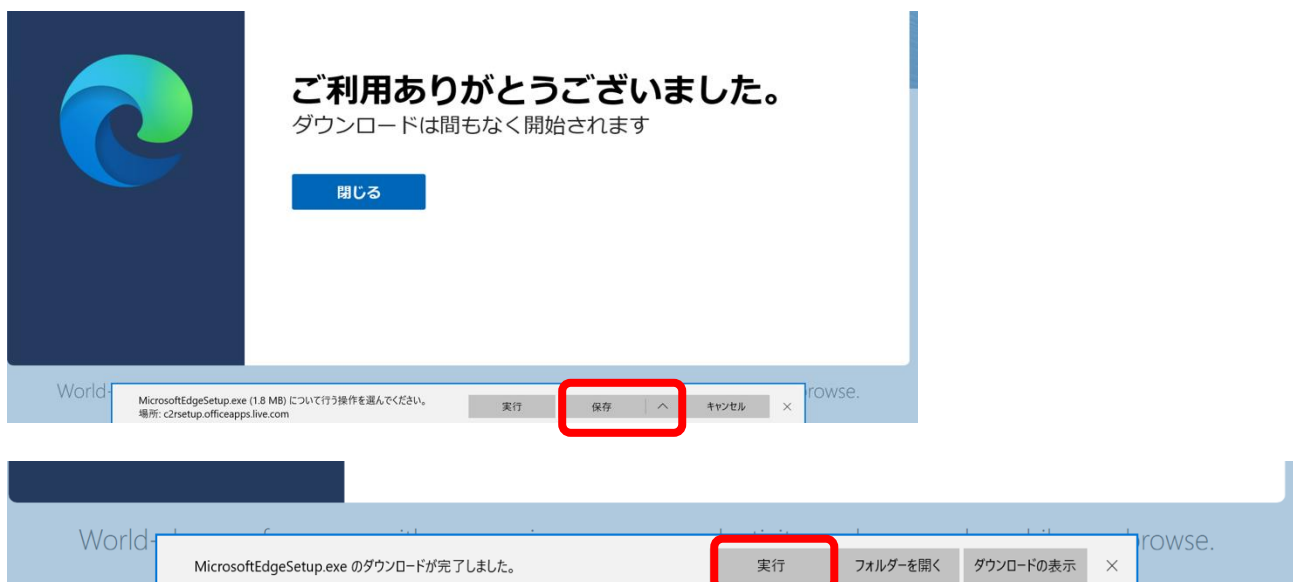 ご利用ありがとうございました。
ダウンロードは間もなく開始されます
閉じる
World- rowse.
MicrosoftEdgeSetup.exe (1.8 MB) について行う操作を選んでください。
場所: c2rsetup.officeapps.live.com
実行 保存 キャンセル
World- rowse.
MicrosoftEdgeSetup.exe のダウンロードが完了しました。 実行 フォルダーを開く ダウンロードの表示